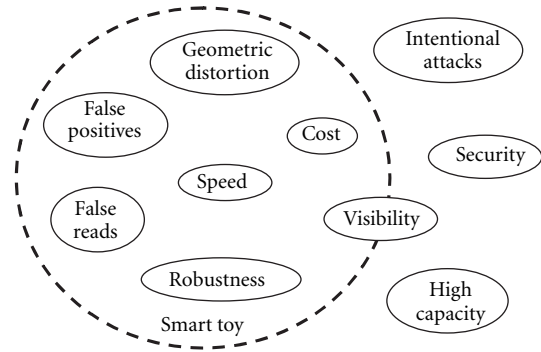 Geometric
distortion
Intentional
attacks
False
positives
Cost
Security
Speed
False
reads
Visibility
Robustness
High
capacity
Smart toy